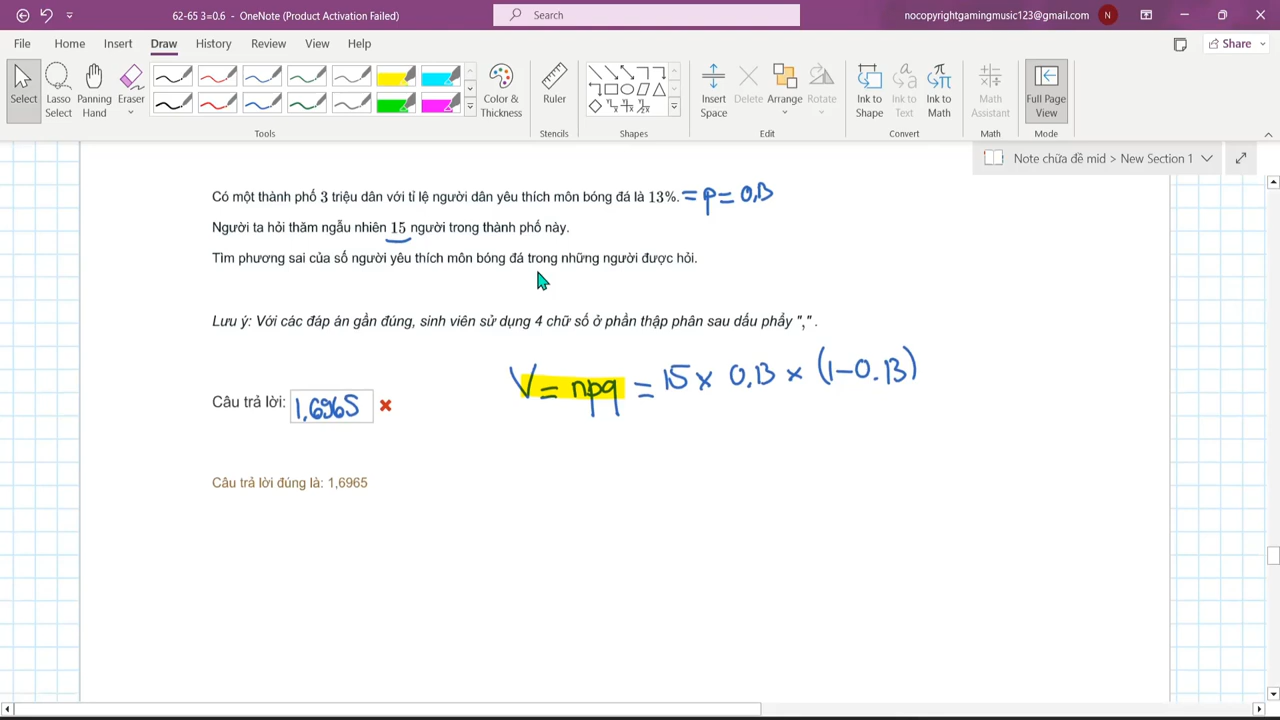 62-65 3=0.6 - OneNote (Product Activation Failed)
Search
nocopyrightgamingmusic123@gmail.com
N
File Home Insert Draw History Review View Help
Share
Select
Lasso Select
Panning Hand
Eraser
Color & Thickness
Ruler
Insert Space
Delete
Arrange
Rotate
Ink to Shape
Ink to Text
Ink to Math
Math Assistant
Full Page View
Tools
Stencils
Shapes
Edit
Convert
Math
Mode
Note chữa đề mid > New Section 1
Có một thành phố 3 triệu dân với tỉ lệ người dân yêu thích môn bóng đá là 13%. = p = 0,13
Người ta hỏi thăm ngẫu nhiên 15 người trong thành phố này.
Tìm phương sai của số người yêu thích môn bóng đá trong những người được hỏi.
Lưu ý: Với các đáp án gần đúng, sinh viên sử dụng 4 chữ số ở phần thập phân sau dấu phẩy "," .
V = npq = 15 × 0.13 × (1-0.13)
Câu trả lời: 1,6965
Câu trả lời đúng là: 1,6965